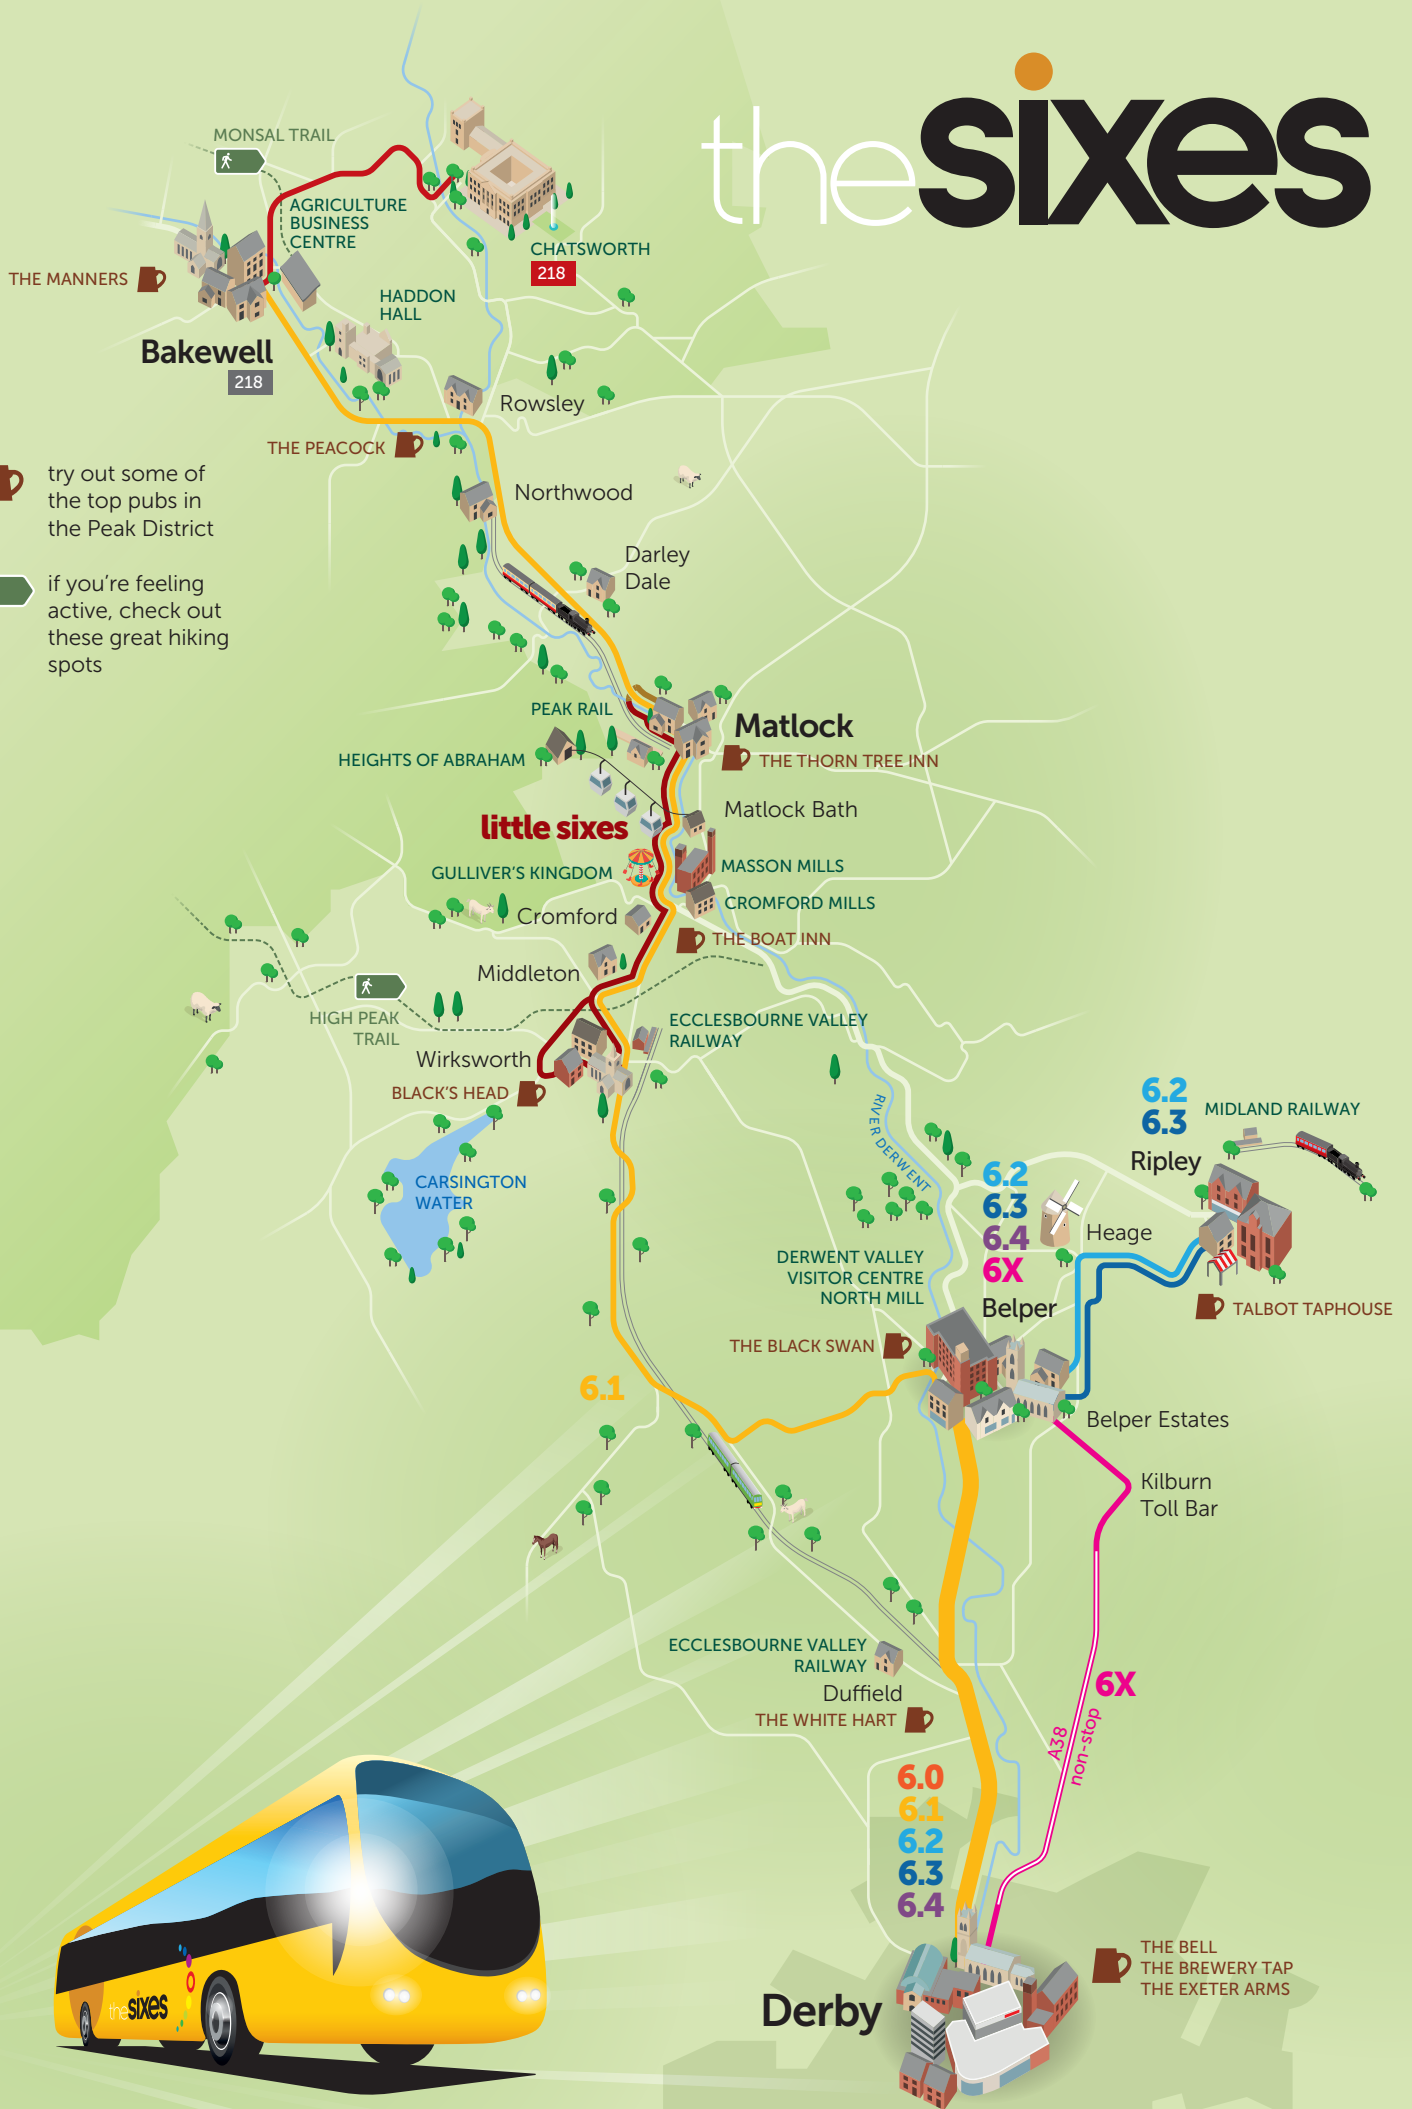 the sixes
MONSAL TRAIL
AGRICULTURE
BUSINESS
CENTRE
CHATSWORTH
218
THE MANNERS
HADDON
HALL
Bakewell
218
Rowsley
THE PEACOCK
try out some of
the top pubs in
the Peak District
Northwood
Darley
Dale
if you're feeling
active, check out
these great hiking
spots
PEAK RAIL
Matlock
HEIGHTS OF ABRAHAM
THE THORN TREE INN
Matlock Bath
little sixes
GULLIVER'S KINGDOM
MASSON MILLS
CROMFORD MILLS
Cromford
THE BOAT INN
Middleton
HIGH PEAK
TRAIL
ECCLESBOURNE VALLEY
RAILWAY
Wirksworth
BLACK'S HEAD
RIVER DERWENT
6.2
6.3
MIDLAND RAILWAY
Ripley
CARSINGTON
WATER
6.2
6.3
6.4
6X
Heage
Belper
DERWENT VALLEY
VISITOR CENTRE
NORTH MILL
TALBOT TAPHOUSE
THE BLACK SWAN
6.1
Belper Estates
Kilburn
Toll Bar
ECCLESBOURNE VALLEY
RAILWAY
Duffield
THE WHITE HART
6X
A38
non-stop
6.0
6.1
6.2
6.3
6.4
THE BELL
THE BREWERY TAP
THE EXETER ARMS
Derby
the sixes